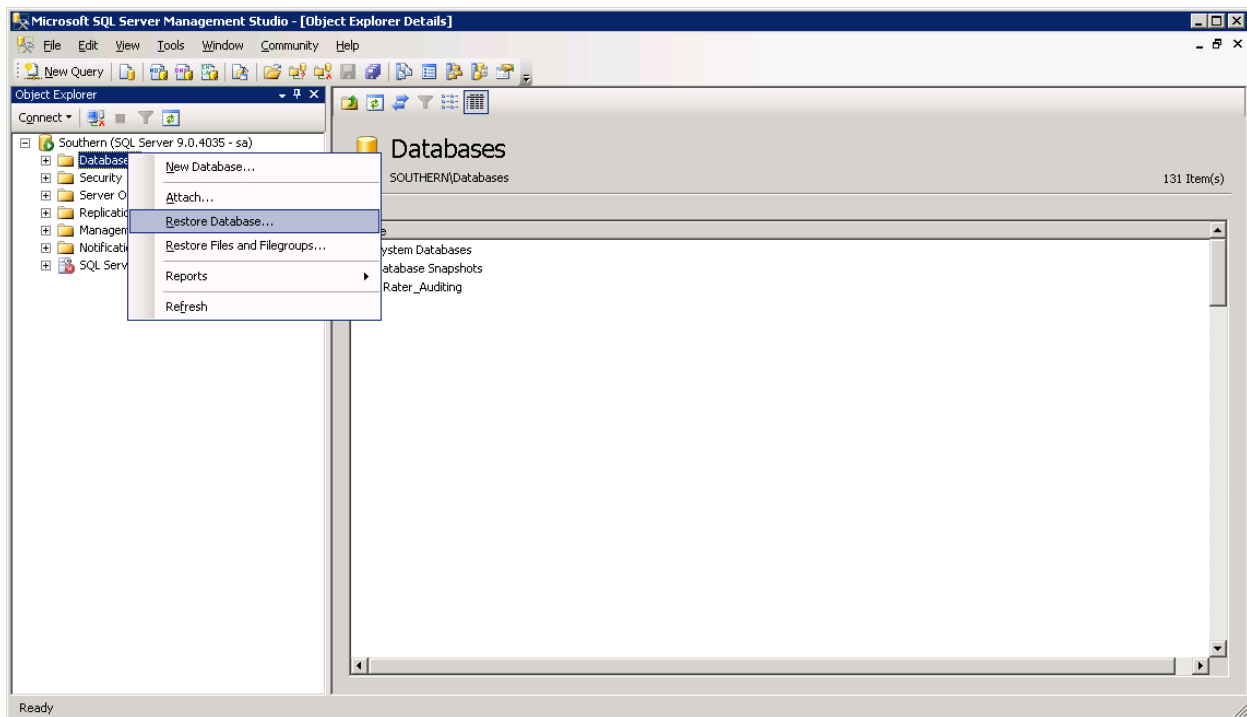 Microsoft SQL Server Management Studio - [Object Explorer Details]
File Edit View Tools Window Community Help
New Query
Object Explorer
Connect
Southern (SQL Server 9.0.4035 - sa)
Database
Security
Server O
Replicatio
Managem
Notificati
SQL Serv
New Database...
Attach...
Restore Database...
Restore Files and Filegroups...
Reports
Refresh
Databases
SOUTHERN\Databases
131 Item(s)
ystem Databases
atabase Snapshots
Rater_Auditing
Ready